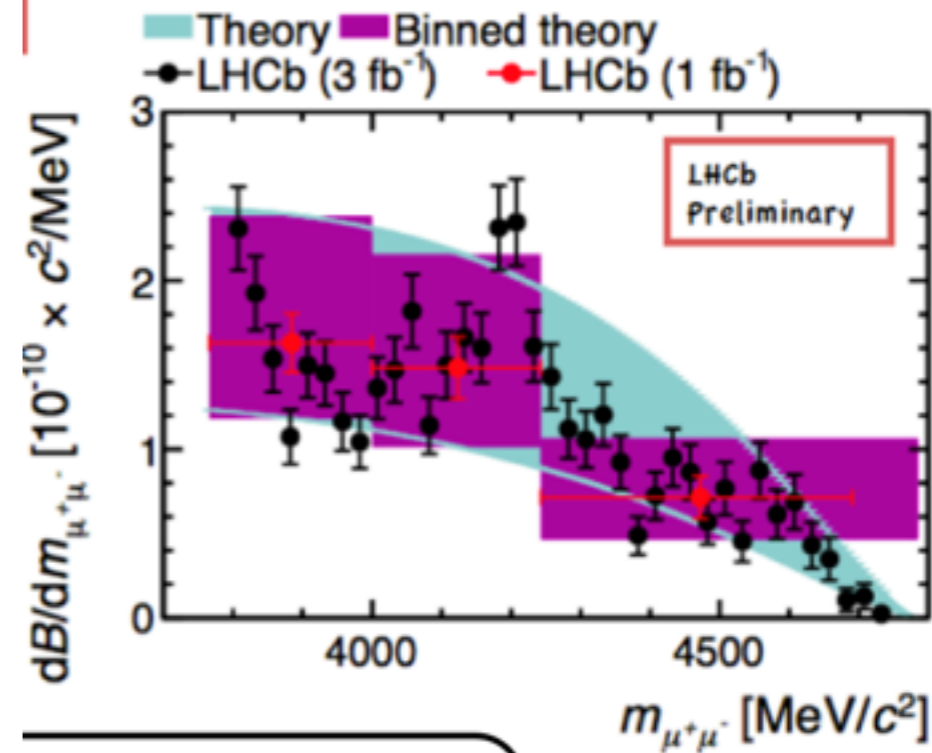 Theory Binned theory
LHCb (3 fb⁻¹) LHCb (1 fb⁻¹)
LHCb
Preliminary
dB/dm_μ⁺μ⁻ [10⁻¹⁰ × c²/MeV]
3
2
1
0
4000 4500
m_μ⁺μ⁻ [MeV/c²]